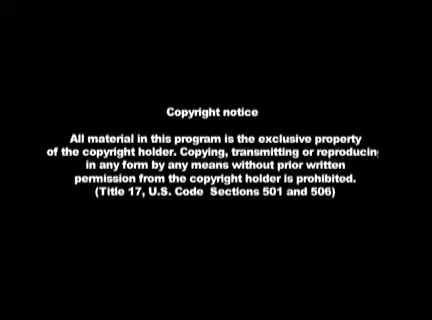 Copyright notice
All material in this program is the exclusive property
of the copyright holder. Copying, transmitting or reproducin
in any form by any means without prior written
permission from the copyright holder is prohibited.
(Title 17, U.S. Code Sections 501 and 506)